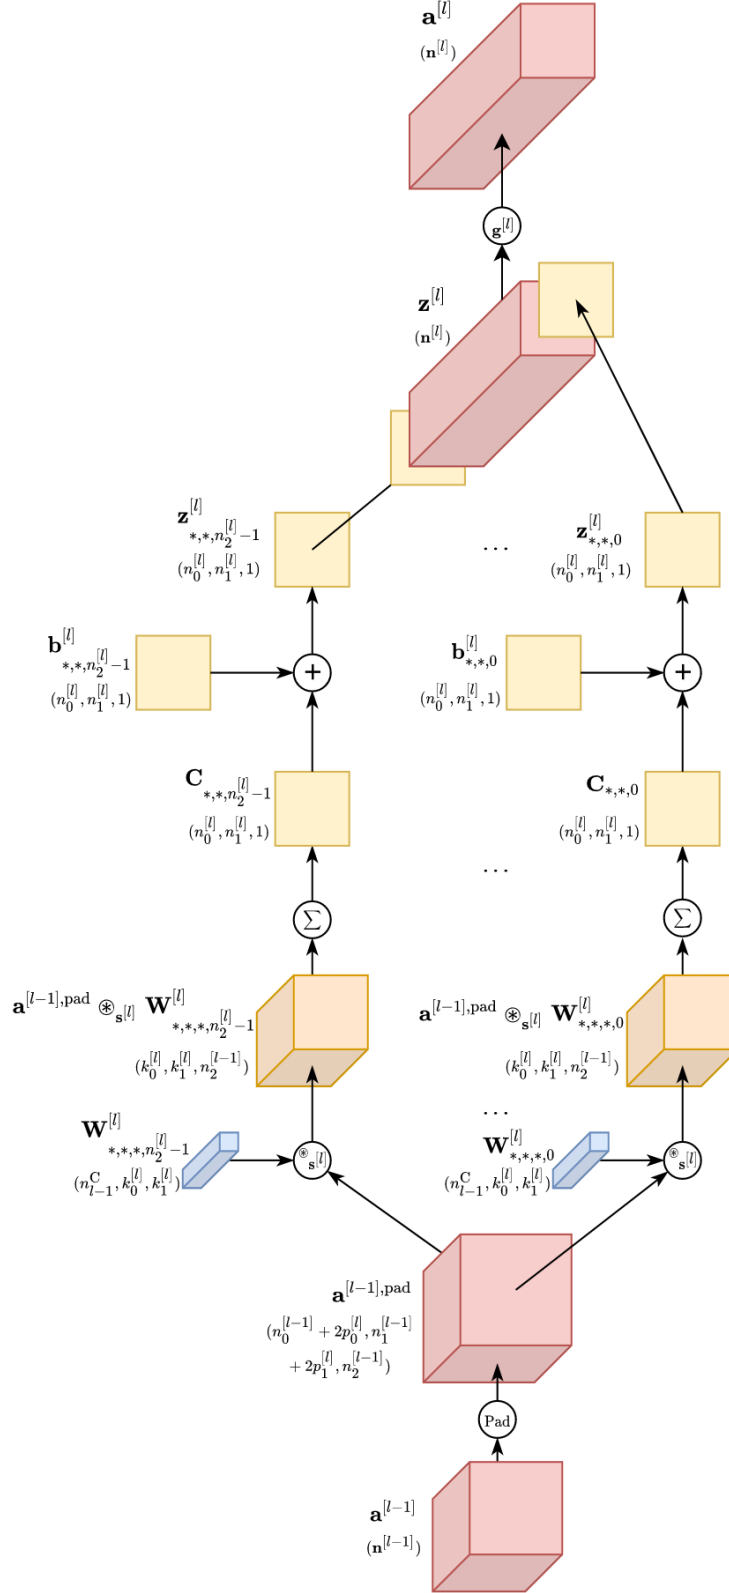 a^[l]
(n^[l])
g^[l]
z^[l]
(n^[l])
z^[l]_{*,*,n_2^[l]−1}
(n_0^[l], n_1^[l], 1)
...
z^[l]_{*,*,0}
(n_0^[l], n_1^[l], 1)
b^[l]_{*,*,n_2^[l]−1}
(n_0^[l], n_1^[l], 1)
+
b^[l]_{*,*,0}
(n_0^[l], n_1^[l], 1)
+
C_{*,*,n_2^[l]−1}
(n_0^[l], n_1^[l], 1)
C_{*,*,0}
(n_0^[l], n_1^[l], 1)
...
∑
∑
a^{[l−1],pad} ⊛_{s^[l]} W^[l]_{*,*,*,n_2^[l]−1}
(k_0^[l], k_1^[l], n_2^[l−1])
a^{[l−1],pad} ⊛_{s^[l]} W^[l]_{*,*,*,0}
(k_0^[l], k_1^[l], n_2^[l−1])
...
W^[l]_{*,*,*,n_2^[l]−1}
(n^C_{l−1}, k_0^[l], k_1^[l])
⊛_{s^[l]}
W^[l]_{*,*,*,0}
(n^C_{l−1}, k_0^[l], k_1^[l])
⊛_{s^[l]}
a^{[l−1],pad}
(n_0^[l−1] + 2p_0^[l], n_1^[l−1]
+ 2p_1^[l], n_2^[l−1])
Pad
a^[l−1]
(n^[l−1])